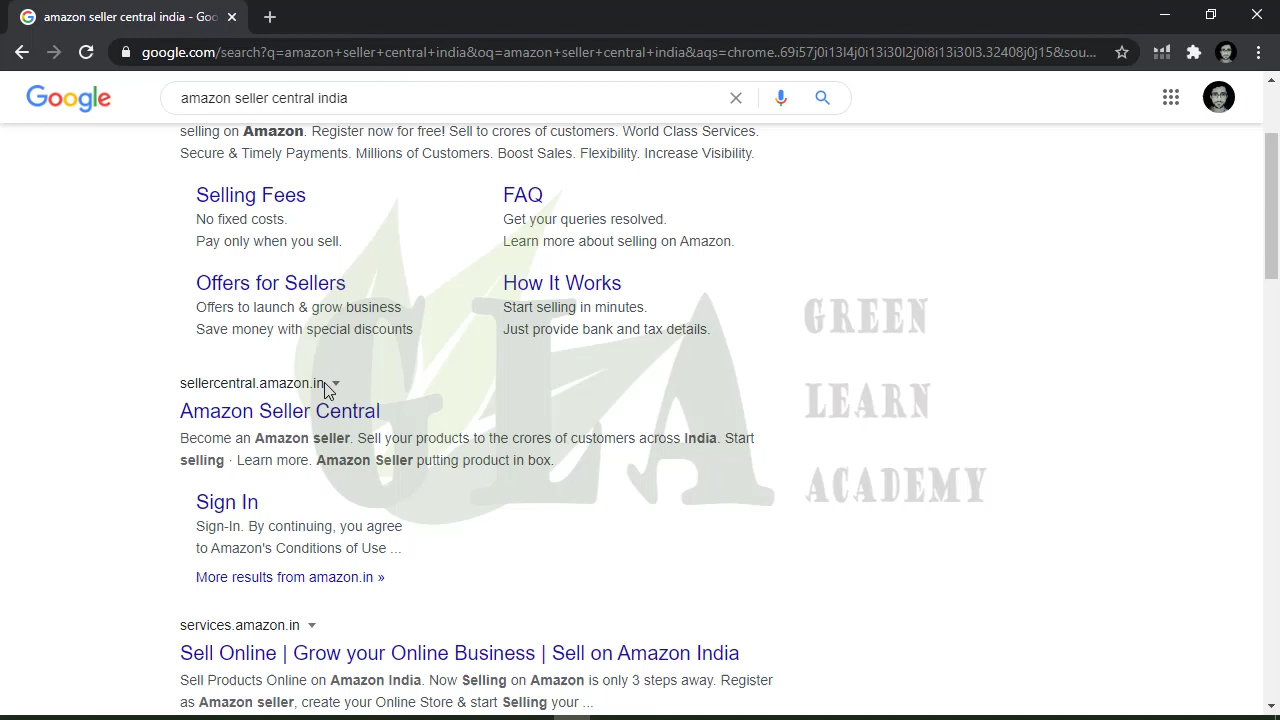 amazon seller central india - Goo
google.com/search?q=amazon+seller+central+india&oq=amazon+seller+central+india&aqs=chrome..69i57j0i13l4j0i13i30l2j0i8i13i30l3.32408j0j15&sou...
Google
amazon seller central india
selling on Amazon. Register now for free! Sell to crores of customers. World Class Services.
Secure & Timely Payments. Millions of Customers. Boost Sales. Flexibility. Increase Visibility.
Selling Fees
No fixed costs.
Pay only when you sell.
FAQ
Get your queries resolved.
Learn more about selling on Amazon.
Offers for Sellers
Offers to launch & grow business
Save money with special discounts
How It Works
Start selling in minutes.
Just provide bank and tax details.
GLA
GREEN
LEARN
ACADEMY
sellercentral.amazon.in
Amazon Seller Central
Become an Amazon seller. Sell your products to the crores of customers across India. Start
selling · Learn more. Amazon Seller putting product in box.
Sign In
Sign-In. By continuing, you agree
to Amazon's Conditions of Use ...
More results from amazon.in »
services.amazon.in
Sell Online | Grow your Online Business | Sell on Amazon India
Sell Products Online on Amazon India. Now Selling on Amazon is only 3 steps away. Register
as Amazon seller, create your Online Store & start Selling your ...